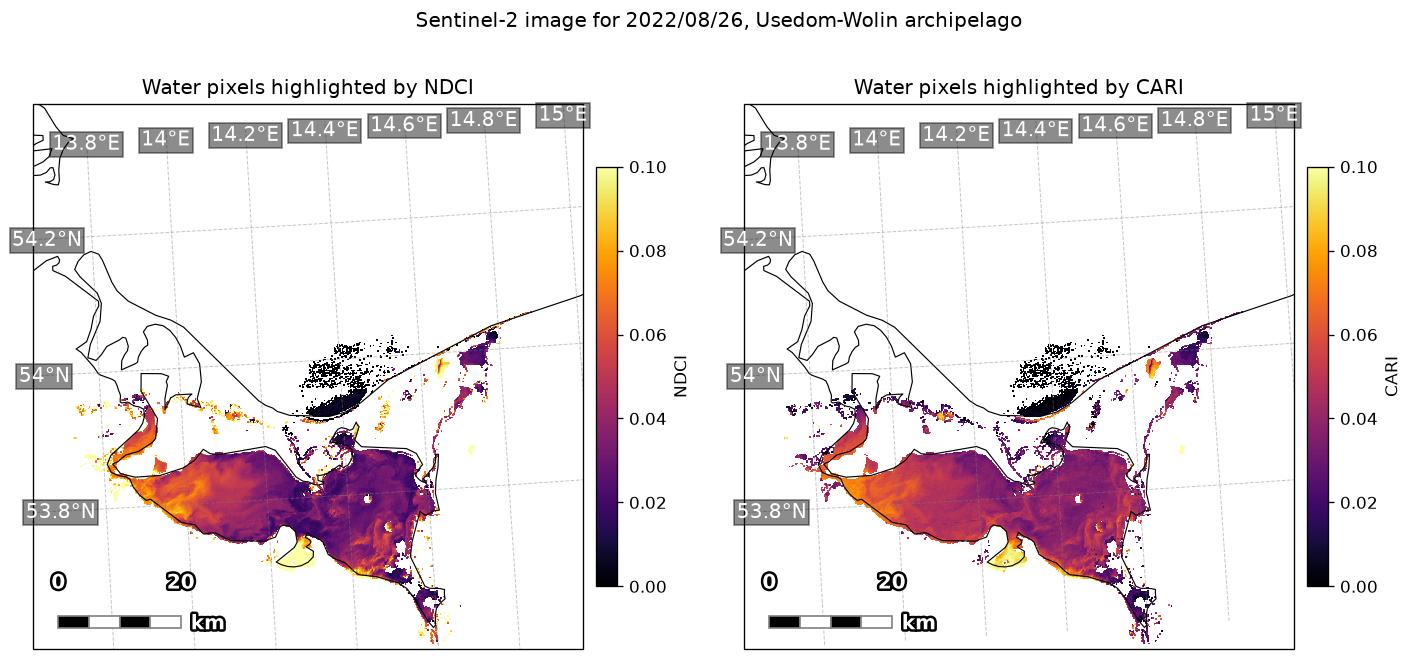 Sentinel-2 image for 2022/08/26, Usedom-Wolin archipelago
Water pixels highlighted by NDCI
13.8°E 14°E 14.2°E 14.4°E 14.6°E 14.8°E 15°E
54.2°N
54°N
53.8°N
0 20
km
0.10
0.08
0.06
0.04
0.02
0.00
NDCI
Water pixels highlighted by CARI
13.8°E 14°E 14.2°E 14.4°E 14.6°E 14.8°E 15°E
54.2°N
54°N
53.8°N
0 20
km
0.10
0.08
0.06
0.04
0.02
0.00
CARI